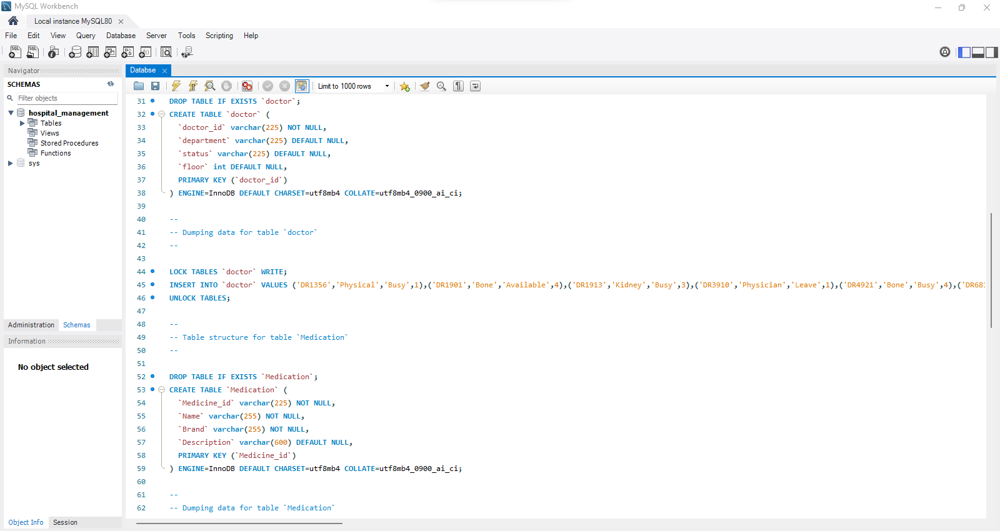 MySQL Workbench
Local instance MySQL80
File Edit View Query Database Server Tools Scripting Help
Navigator
SCHEMAS
Filter objects
hospital_management
Tables
Views
Stored Procedures
Functions
sys
Administration Schemas
Information
No object selected
Object Info Session
Databse
Limit to 1000 rows
31 DROP TABLE IF EXISTS `doctor`;
32 CREATE TABLE `doctor` (
33 `doctor_id` varchar(225) NOT NULL,
34 `department` varchar(225) DEFAULT NULL,
35 `status` varchar(225) DEFAULT NULL,
36 `floor` int DEFAULT NULL,
37 PRIMARY KEY (`doctor_id`)
38 ) ENGINE=InnoDB DEFAULT CHARSET=utf8mb4 COLLATE=utf8mb4_0900_ai_ci;
39
40 --
41 -- Dumping data for table `doctor`
42 --
43
44 LOCK TABLES `doctor` WRITE;
45 INSERT INTO `doctor` VALUES ('DR1356','Physical','Busy',1),('DR1901','Bone','Available',4),('DR1913','Kidney','Busy',3),('DR3910','Physician','Leave',1),('DR4921','Bone','Busy',4),
46 UNLOCK TABLES;
47
48 --
49 -- Table structure for table `Medication`
50 --
51
52 DROP TABLE IF EXISTS `Medication`;
53 CREATE TABLE `Medication` (
54 `Medicine_id` varchar(225) NOT NULL,
55 `Name` varchar(255) NOT NULL,
56 `Brand` varchar(255) NOT NULL,
57 `Description` varchar(600) DEFAULT NULL,
58 PRIMARY KEY (`Medicine_id`)
59 ) ENGINE=InnoDB DEFAULT CHARSET=utf8mb4 COLLATE=utf8mb4_0900_ai_ci;
60
61 --
62 -- Dumping data for table `Medication`